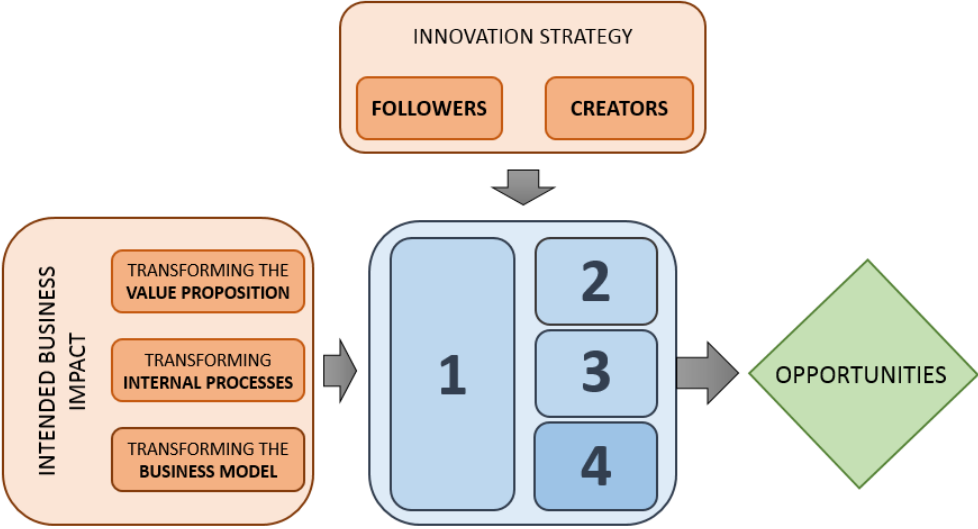 INNOVATION STRATEGY
FOLLOWERS
CREATORS
INTENDED BUSINESS
IMPACT
TRANSFORMING THE
VALUE PROPOSITION
TRANSFORMING
INTERNAL PROCESSES
TRANSFORMING THE
BUSINESS MODEL
1
2
3
4
OPPORTUNITIES